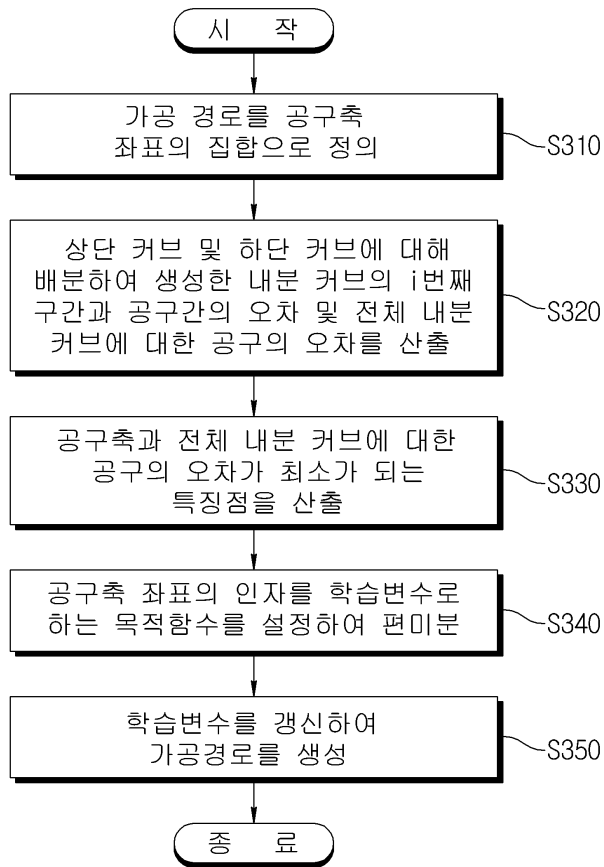 시 작
가공 경로를 공구축
좌표의 집합으로 정의
S310
상단 커브 및 하단 커브에 대해
배분하여 생성한 내분 커브의 i번째
구간과 공구간의 오차 및 전체 내분
커브에 대한 공구의 오차를 산출
S320
공구축과 전체 내분 커브에 대한
공구의 오차가 최소가 되는
특징점을 산출
S330
공구축 좌표의 인자를 학습변수로
하는 목적함수를 설정하여 편미분
S340
학습변수를 갱신하여
가공경로를 생성
S350
종 료